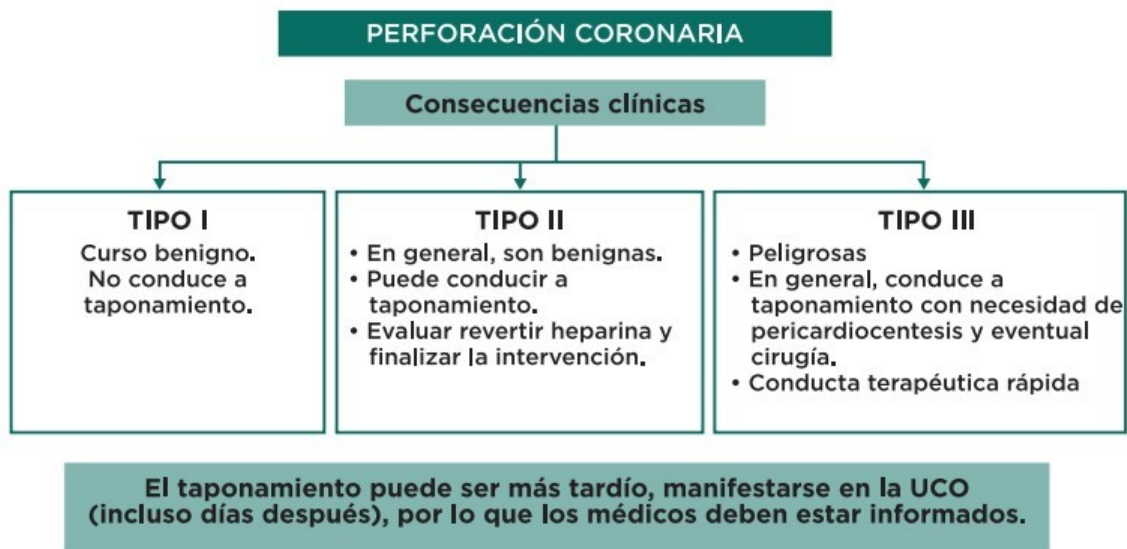 PERFORACIÓN CORONARIA
Consecuencias clínicas
TIPO I
Curso benigno.
No conduce a
taponamiento.
TIPO II
• En general, son benignas.
• Puede conducir a
taponamiento.
• Evaluar revertir heparina y
finalizar la intervención.
TIPO III
• Peligrosas
• En general, conduce a
taponamiento con necesidad de
pericardiocentesis y eventual
cirugía.
• Conducta terapéutica rápida
El taponamiento puede ser más tardío, manifestarse en la UCO
(incluso días después), por lo que los médicos deben estar informados.